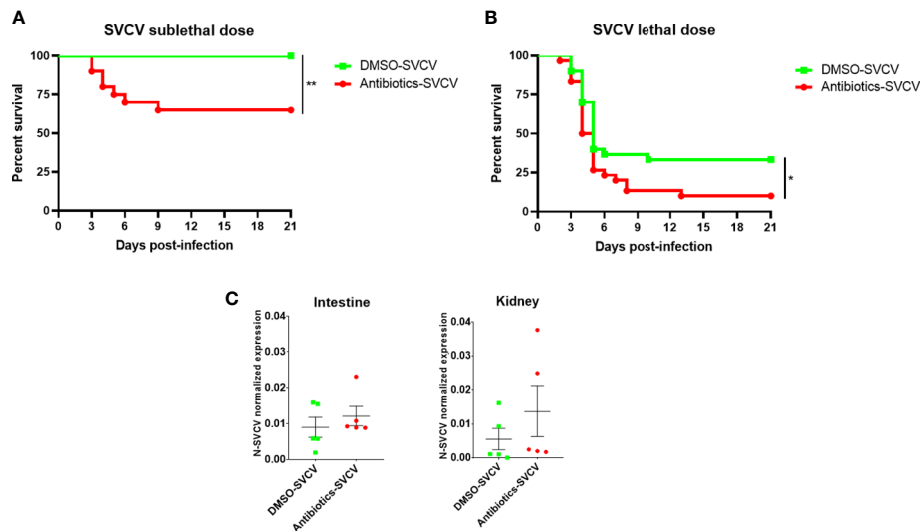 A
SVCV sublethal dose
100
75
50
25
0
Percent survival
0 3 6 9 12 15 18 21
Days post-infection
DMSO-SVCV
Antibiotics-SVCV
**
B
SVCV lethal dose
100
75
50
25
0
Percent survival
0 3 6 9 12 15 18 21
Days post-infection
DMSO-SVCV
Antibiotics-SVCV
*
C
Intestine
N-SVCV normalized expression
0.04
0.03
0.02
0.01
0.00
DMSO-SVCV
Antibiotics-SVCV
Kidney
N-SVCV normalized expression
0.04
0.03
0.02
0.01
0.00
DMSO-SVCV
Antibiotics-SVCV